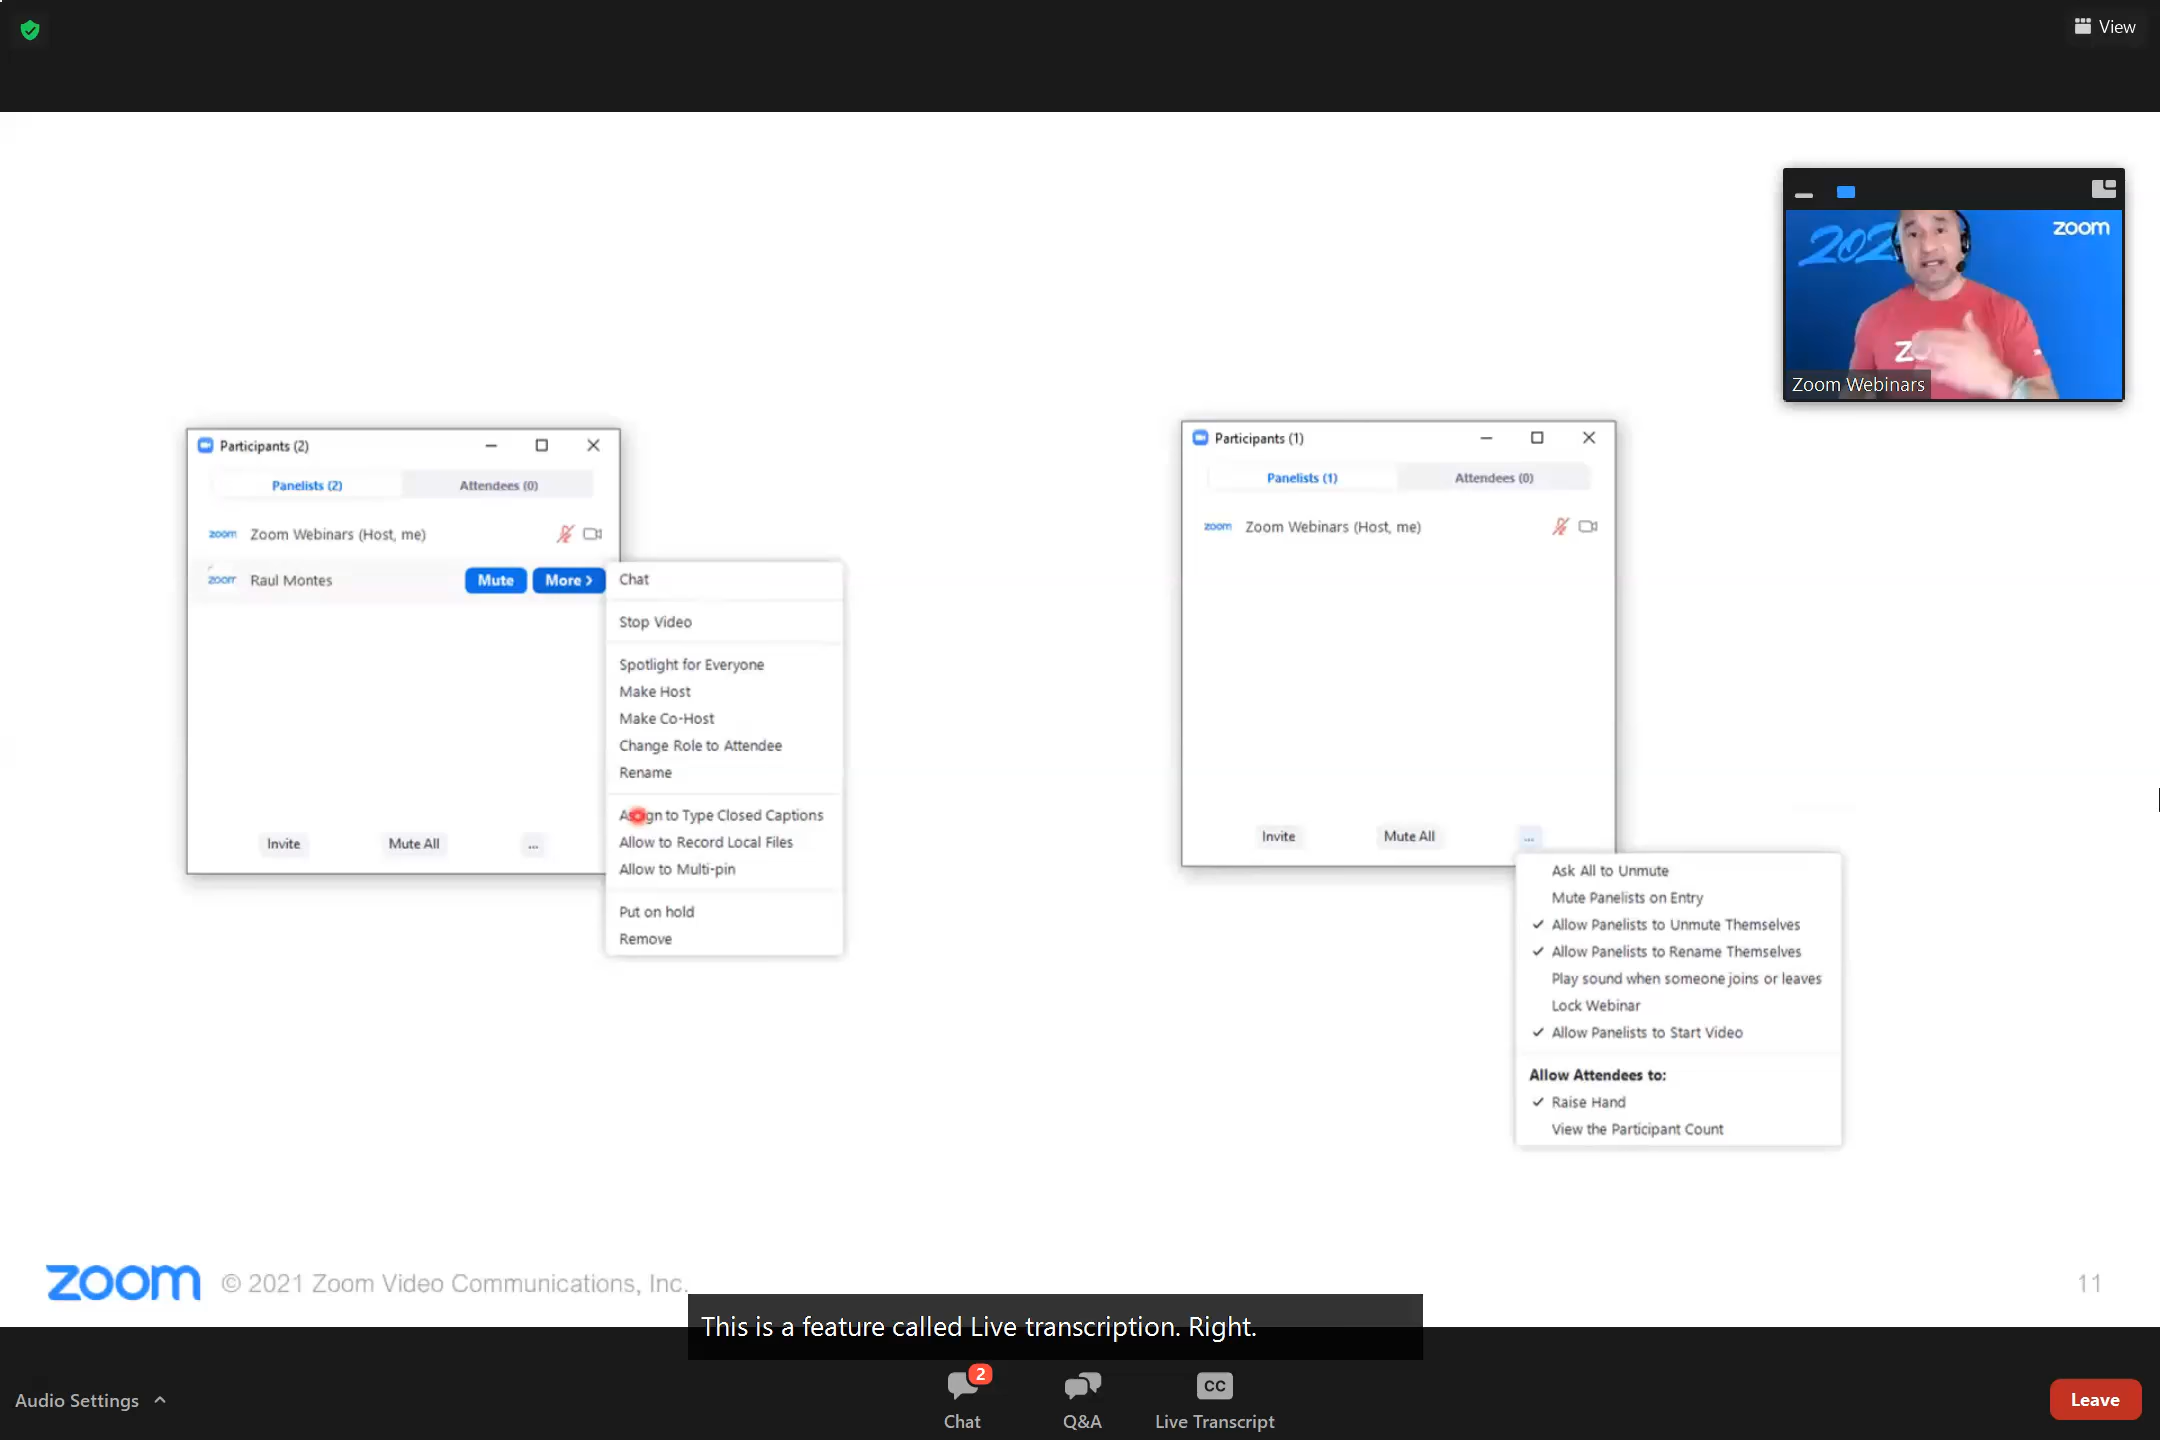 View
202
zoom
Zoom Webinars
Participants (2)
Panelists (2)
Attendees (0)
zoom Zoom Webinars (Host, me)
Raul Montes
Mute
More >
Chat
Stop Video
Spotlight for Everyone
Make Host
Make Co-Host
Change Role to Attendee
Rename
to Type Closed Captions
Allow to Record Local Files
Allow to Multi-pin
Put on hold
Remove
Invite
Mute All
...
Participants (1)
Panelists (1)
Attendees (0)
zoom Zoom Webinars (Host, me)
Invite
Mute All
...
Ask All to Unmute
Mute Panelists on Entry
Allow Panelists to Unmute Themselves
Allow Panelists to Rename Themselves
Play sound when someone joins or leaves
Lock Webinar
Allow Panelists to Start Video
Allow Attendees to:
Raise Hand
View the Participant Count
zoom © 2021 Zoom Video Communications, Inc.
11
This is a feature called Live transcription. Right.
Audio Settings
2
Chat
Q&A
CC
Live Transcript
Leave